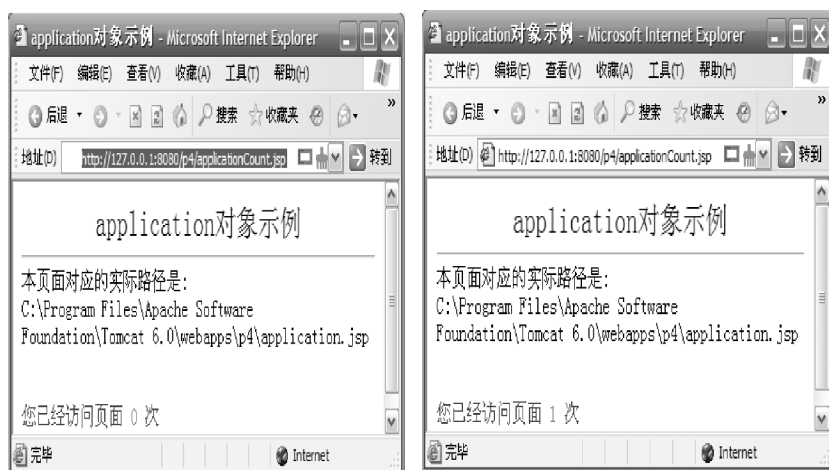 application对象示例 - Microsoft Internet Explorer
文件(F) 编辑(E) 查看(V) 收藏(A) 工具(T) 帮助(H)
后退 搜索 收藏夹 »
地址(D) http://127.0.0.1:8080/p4/applicationCount.jsp 转到
application对象示例
本页面对应的实际路径是:
C:\Program Files\Apache Software
Foundation\Tomcat 6.0\webapps\p4\application.jsp
您已经访问页面 0 次
完毕 Internet
application对象示例 - Microsoft Internet Explorer
文件(F) 编辑(E) 查看(V) 收藏(A) 工具(T) 帮助(H)
后退 搜索 收藏夹 »
地址(D) http://127.0.0.1:8080/p4/applicationCount.jsp 转到
application对象示例
本页面对应的实际路径是:
C:\Program Files\Apache Software
Foundation\Tomcat 6.0\webapps\p4\application.jsp
您已经访问页面 1 次
完毕 Internet